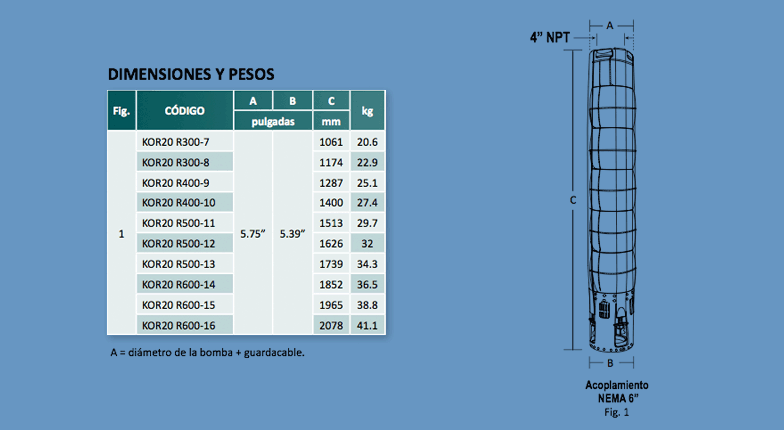 DIMENSIONES Y PESOS
Fig. CÓDIGO A B C kg
pulgadas mm
KOR20 R300-7 1061 20.6
KOR20 R300-8 1174 22.9
KOR20 R400-9 1287 25.1
KOR20 R400-10 1400 27.4
KOR20 R500-11 1513 29.7
1 5.75” 5.39”
KOR20 R500-12 1626 32
KOR20 R500-13 1739 34.3
KOR20 R600-14 1852 36.5
KOR20 R600-15 1965 38.8
KOR20 R600-16 2078 41.1
A = diámetro de la bomba + guardacable.
A
4” NPT
C
B
Acoplamiento
NEMA 6”
Fig. 1